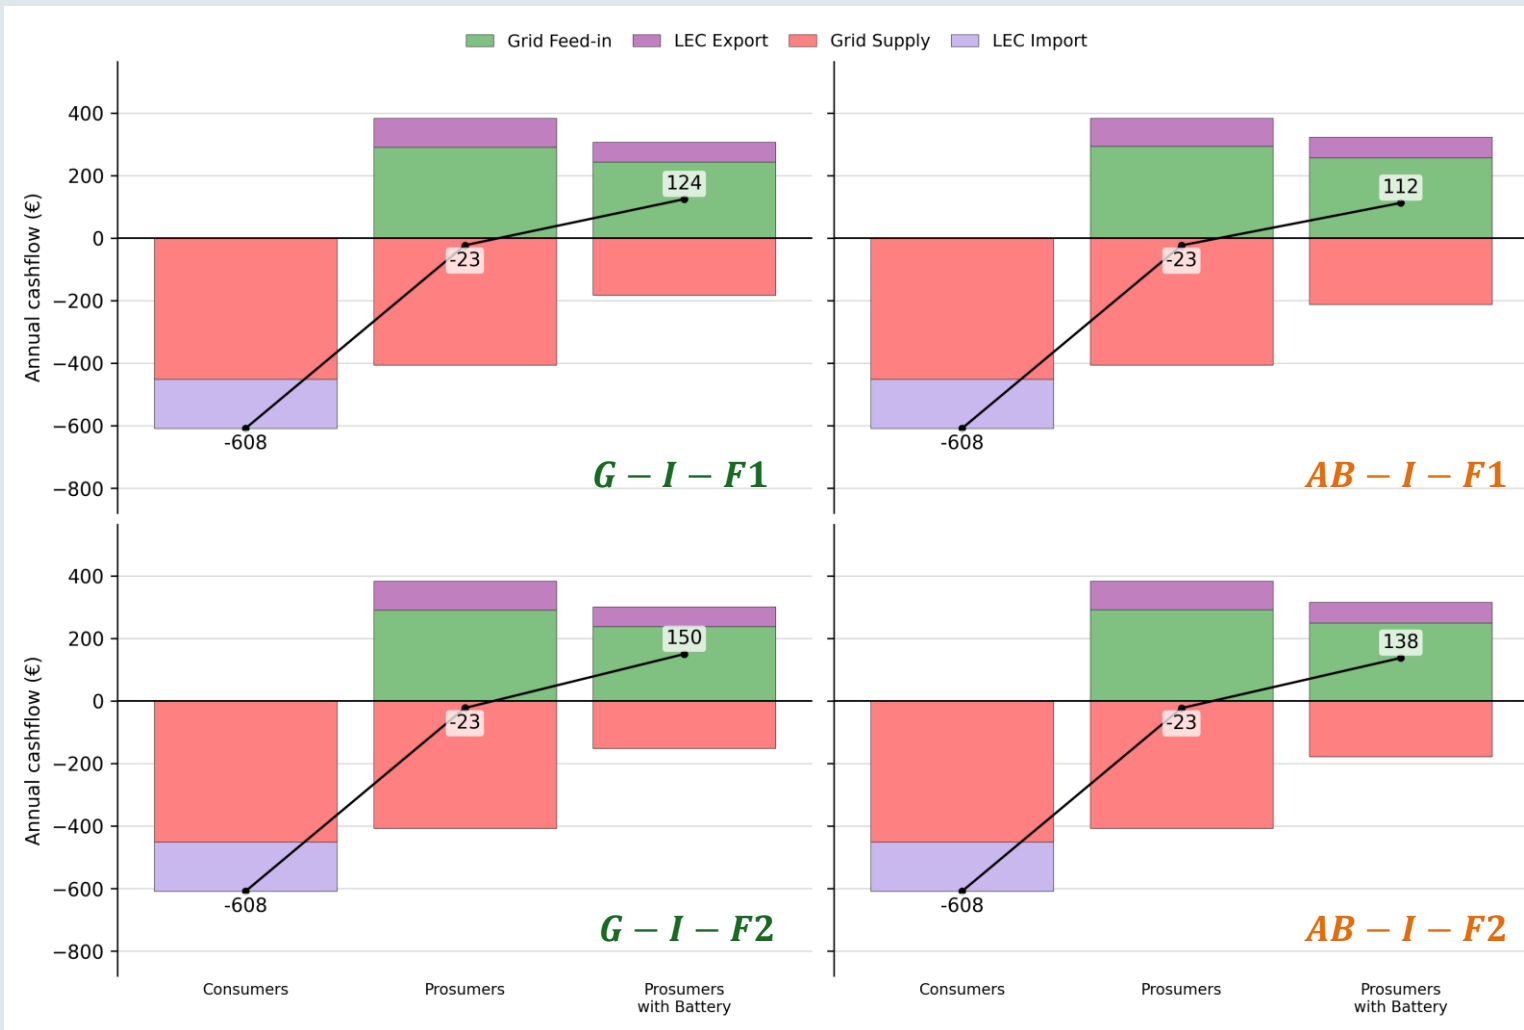 Grid Feed-in LEC Export Grid Supply LEC Import
Annual cashflow (€)
400
200
0
−200
−400
−600
−800
124
-23
-608
G − I − F1
112
-23
-608
AB − I − F1
Annual cashflow (€)
400
200
0
−200
−400
−600
−800
150
-23
-608
G − I − F2
138
-23
-608
AB − I − F2
Consumers
Prosumers
Prosumers
with Battery
Consumers
Prosumers
Prosumers
with Battery